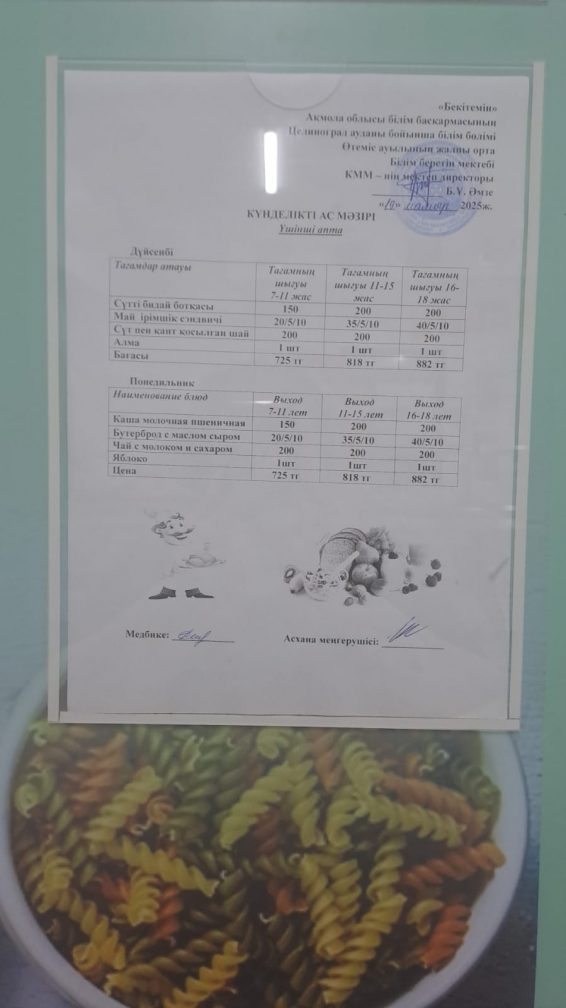 «Бекітемін»
Ақмола облысы білім басқармасының
Целиноград ауданы бойынша білім бөлімі
Өтеміс ауылының жалпы орта
Білім беретін мектебі
КММ – нің мектеп директоры
Б.Ұ. Әмзе
2025ж.
КҮНДЕЛІКТІ АС МӘЗІРІ
Үшінші апта
Дүйсенбі
Тағамдар атауы Тағамның шығуы 7-11 жас Тағамның шығуы 11-15 жас Тағамның шығуы 16-18 жас
Сүтті бидай ботқасы 150 200 200
Май ірімшік сэндвичі 20/5/10 35/5/10 40/5/10
Сүт пен қант қосылған шай 200 200 200
Алма 1 шт 1 шт 1 шт
Бағасы 725 тг 818 тг 882 тг
Понедельник
Наименование блюд Выход 7-11 лет Выход 11-15 лет Выход 16-18 лет
Каша молочная пшеничная 150 200 200
Бутерброд с маслом сыром 20/5/10 35/5/10 40/5/10
Чай с молоком и сахаром 200 200 200
Яблоко 1шт 1шт 1шт
Цена 725 тг 818 тг 882 тг
Медбике:
Асхана меңгерушісі: